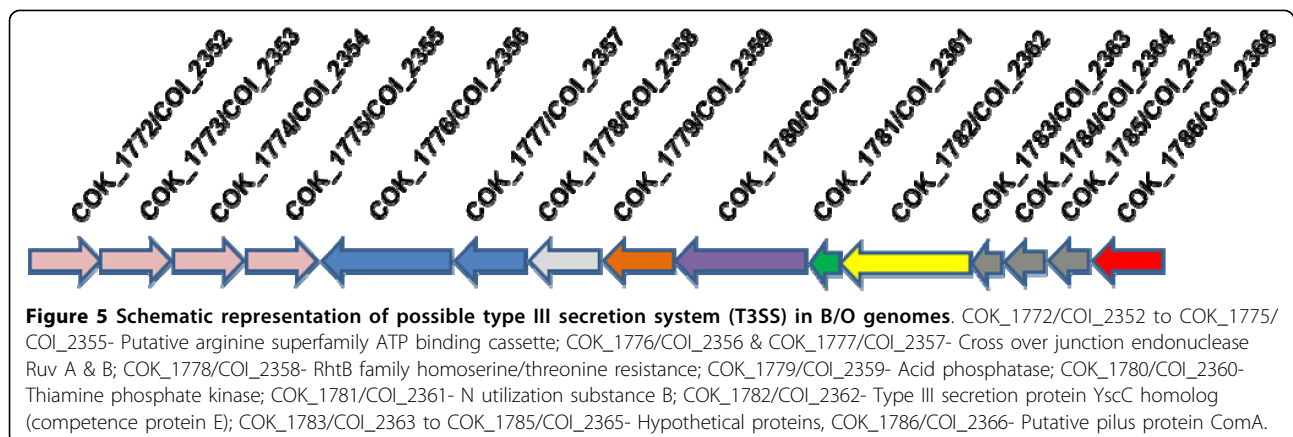 COK_1772/COI_2352
COK_1773/COI_2353
COK_1774/COI_2354
COK_1775/COI_2355
COK_1776/COI_2356
COK_1777/COI_2357
COK_1778/COI_2358
COK_1779/COI_2359
COK_1780/COI_2360
COK_1781/COI_2361
COK_1782/COI_2362
COK_1783/COI_2363
COK_1784/COI_2364
COK_1785/COI_2365
COK_1786/COI_2366
Figure 5 Schematic representation of possible type III secretion system (T3SS) in B/O genomes. COK_1772/COI_2352 to COK_1775/
COI_2355- Putative arginine superfamily ATP binding cassette; COK_1776/COI_2356 & COK_1777/COI_2357- Cross over junction endonuclease
Ruv A & B; COK_1778/COI_2358- RhtB family homoserine/threonine resistance; COK_1779/COI_2359- Acid phosphatase; COK_1780/COI_2360-
Thiamine phosphate kinase; COK_1781/COI_2361- N utilization substance B; COK_1782/COI_2362- Type III secretion protein YscC homolog
(competence protein E); COK_1783/COI_2363 to COK_1785/COI_2365- Hypothetical proteins, COK_1786/COI_2366- Putative pilus protein ComA.